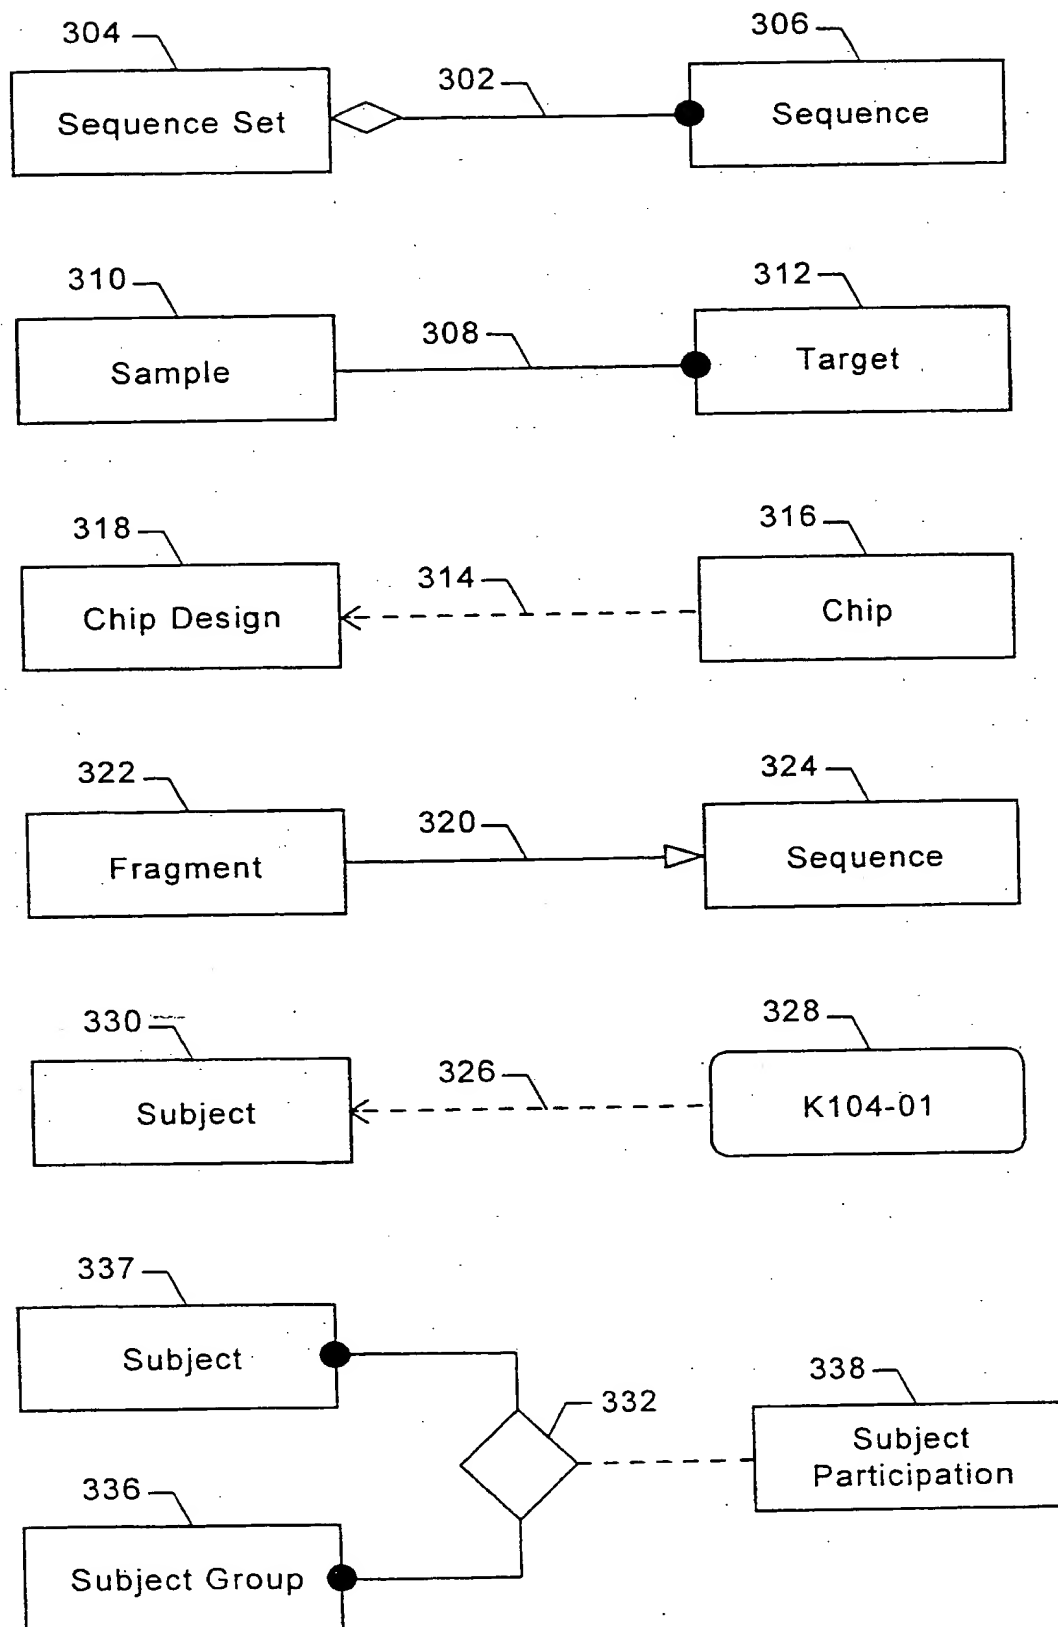 304
306
302
Sequence Set
Sequence
310
312
308
Sample
Target
318
316
314
Chip Design
Chip
322
324
320
Fragment
Sequence
330
328
326
Subject
K104-01
337
Subject
338
332
Subject
Participation
336
Subject Group